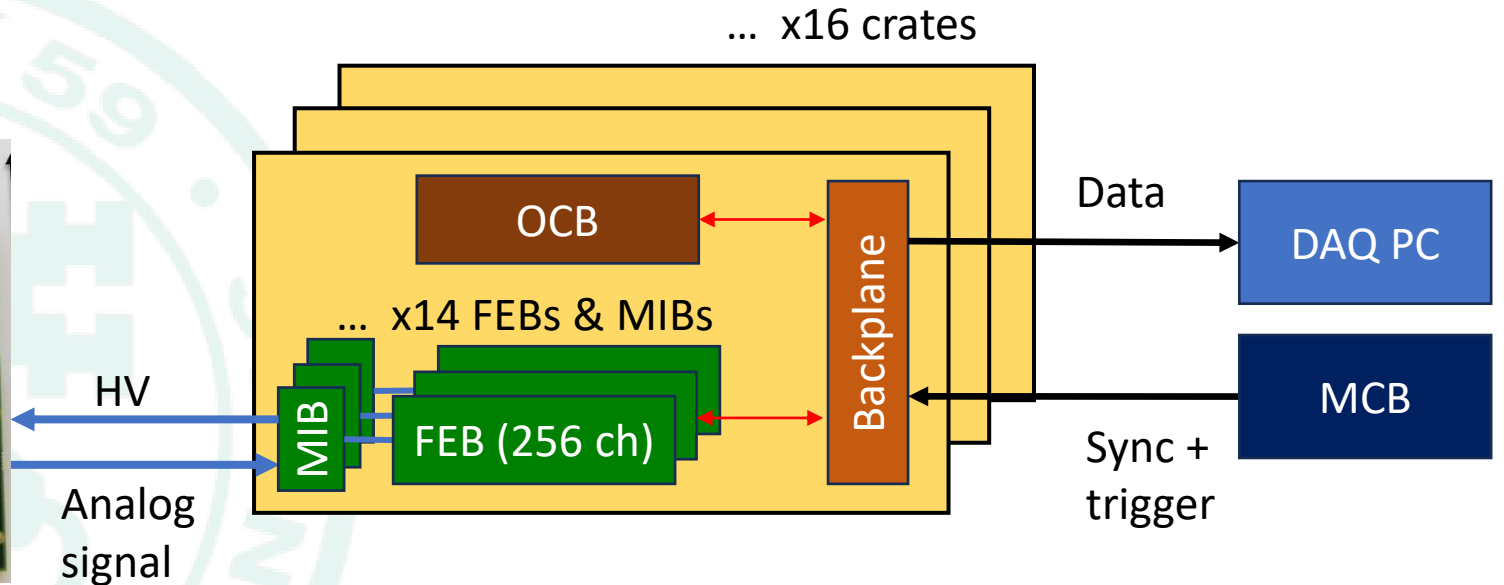 ... x16 crates
59
OCB
Data
DAQ PC
... x14 FEBs & MIBs
Backplane
HV
MIB
FEB (256 ch)
MCB
Sync +
trigger
Analog
signal